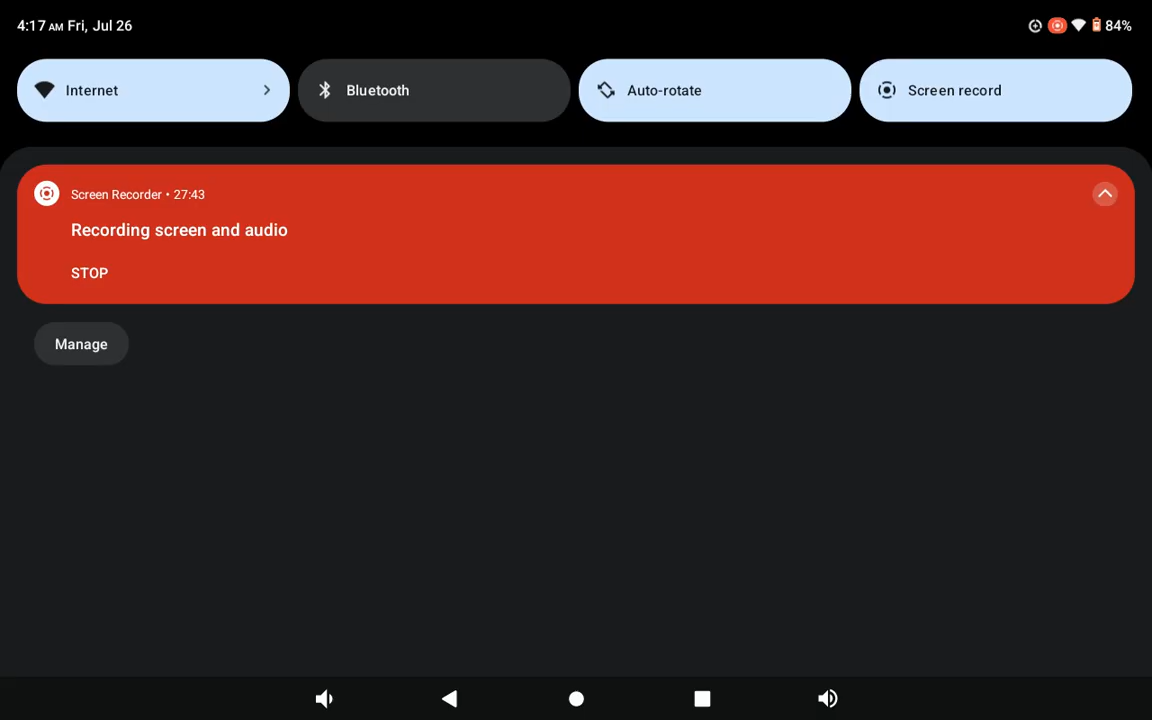 4:17 AM Fri, Jul 26
84%
Internet
Bluetooth
Auto-rotate
Screen record
Screen Recorder • 27:43
Recording screen and audio
STOP
Manage